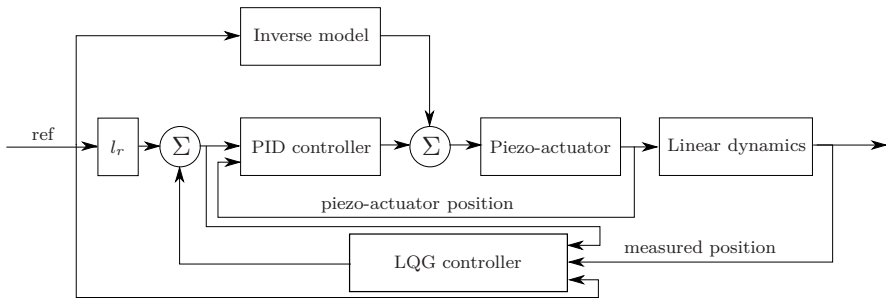 Inverse model
ref
l_r
Σ
PID controller
Σ
Piezo-actuator
Linear dynamics
piezo-actuator position
measured position
LQG controller